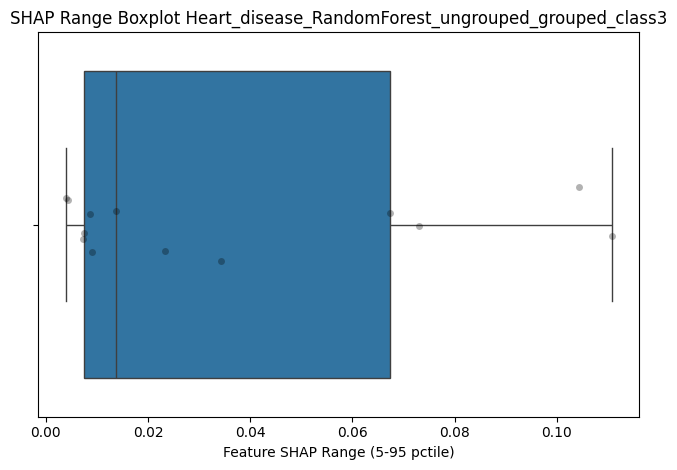 SHAP Range Boxplot Heart_disease_RandomForest_ungrouped_grouped_class3
0.00 0.02 0.04 0.06 0.08 0.10
Feature SHAP Range (5-95 pctile)